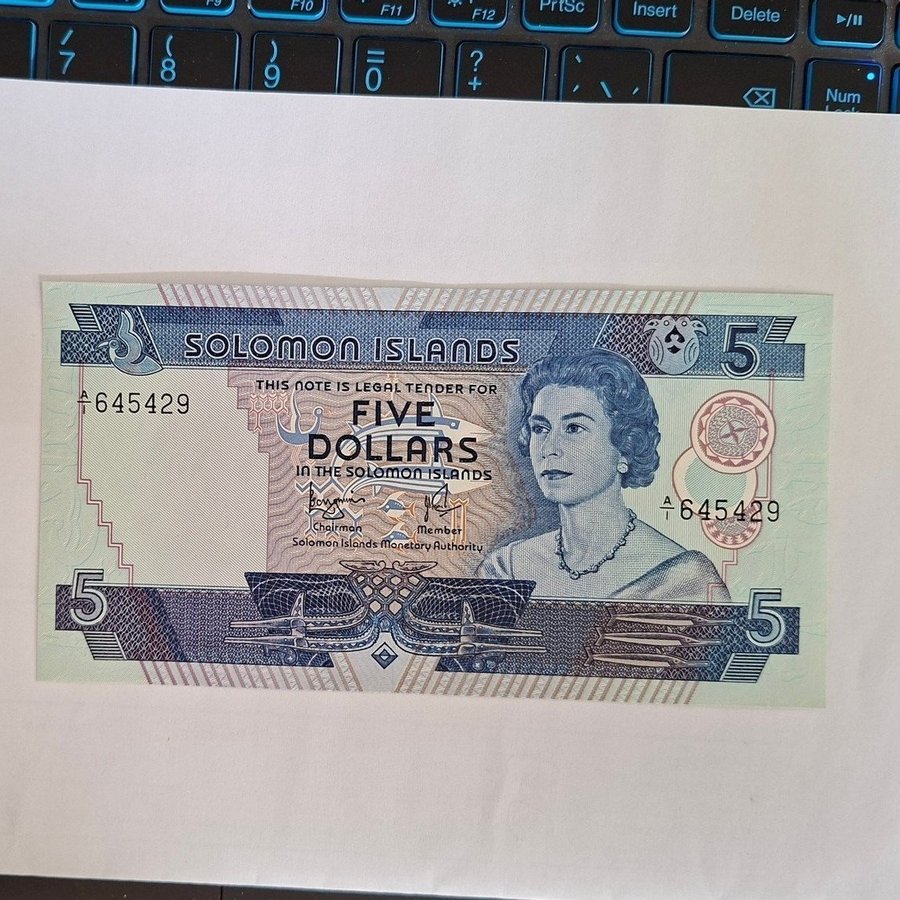 F9 F10 F11 F12 PrtSc Insert Delete
/ ( ) = ?
7 8 9 0 + Num
Lock
SOLOMON ISLANDS 5
THIS NOTE IS LEGAL TENDER FOR
A/1 645429
FIVE
DOLLARS
IN THE SOLOMON ISLANDS
A/1 645429
Chairman Member
Solomon Islands Monetary Authority
5 5